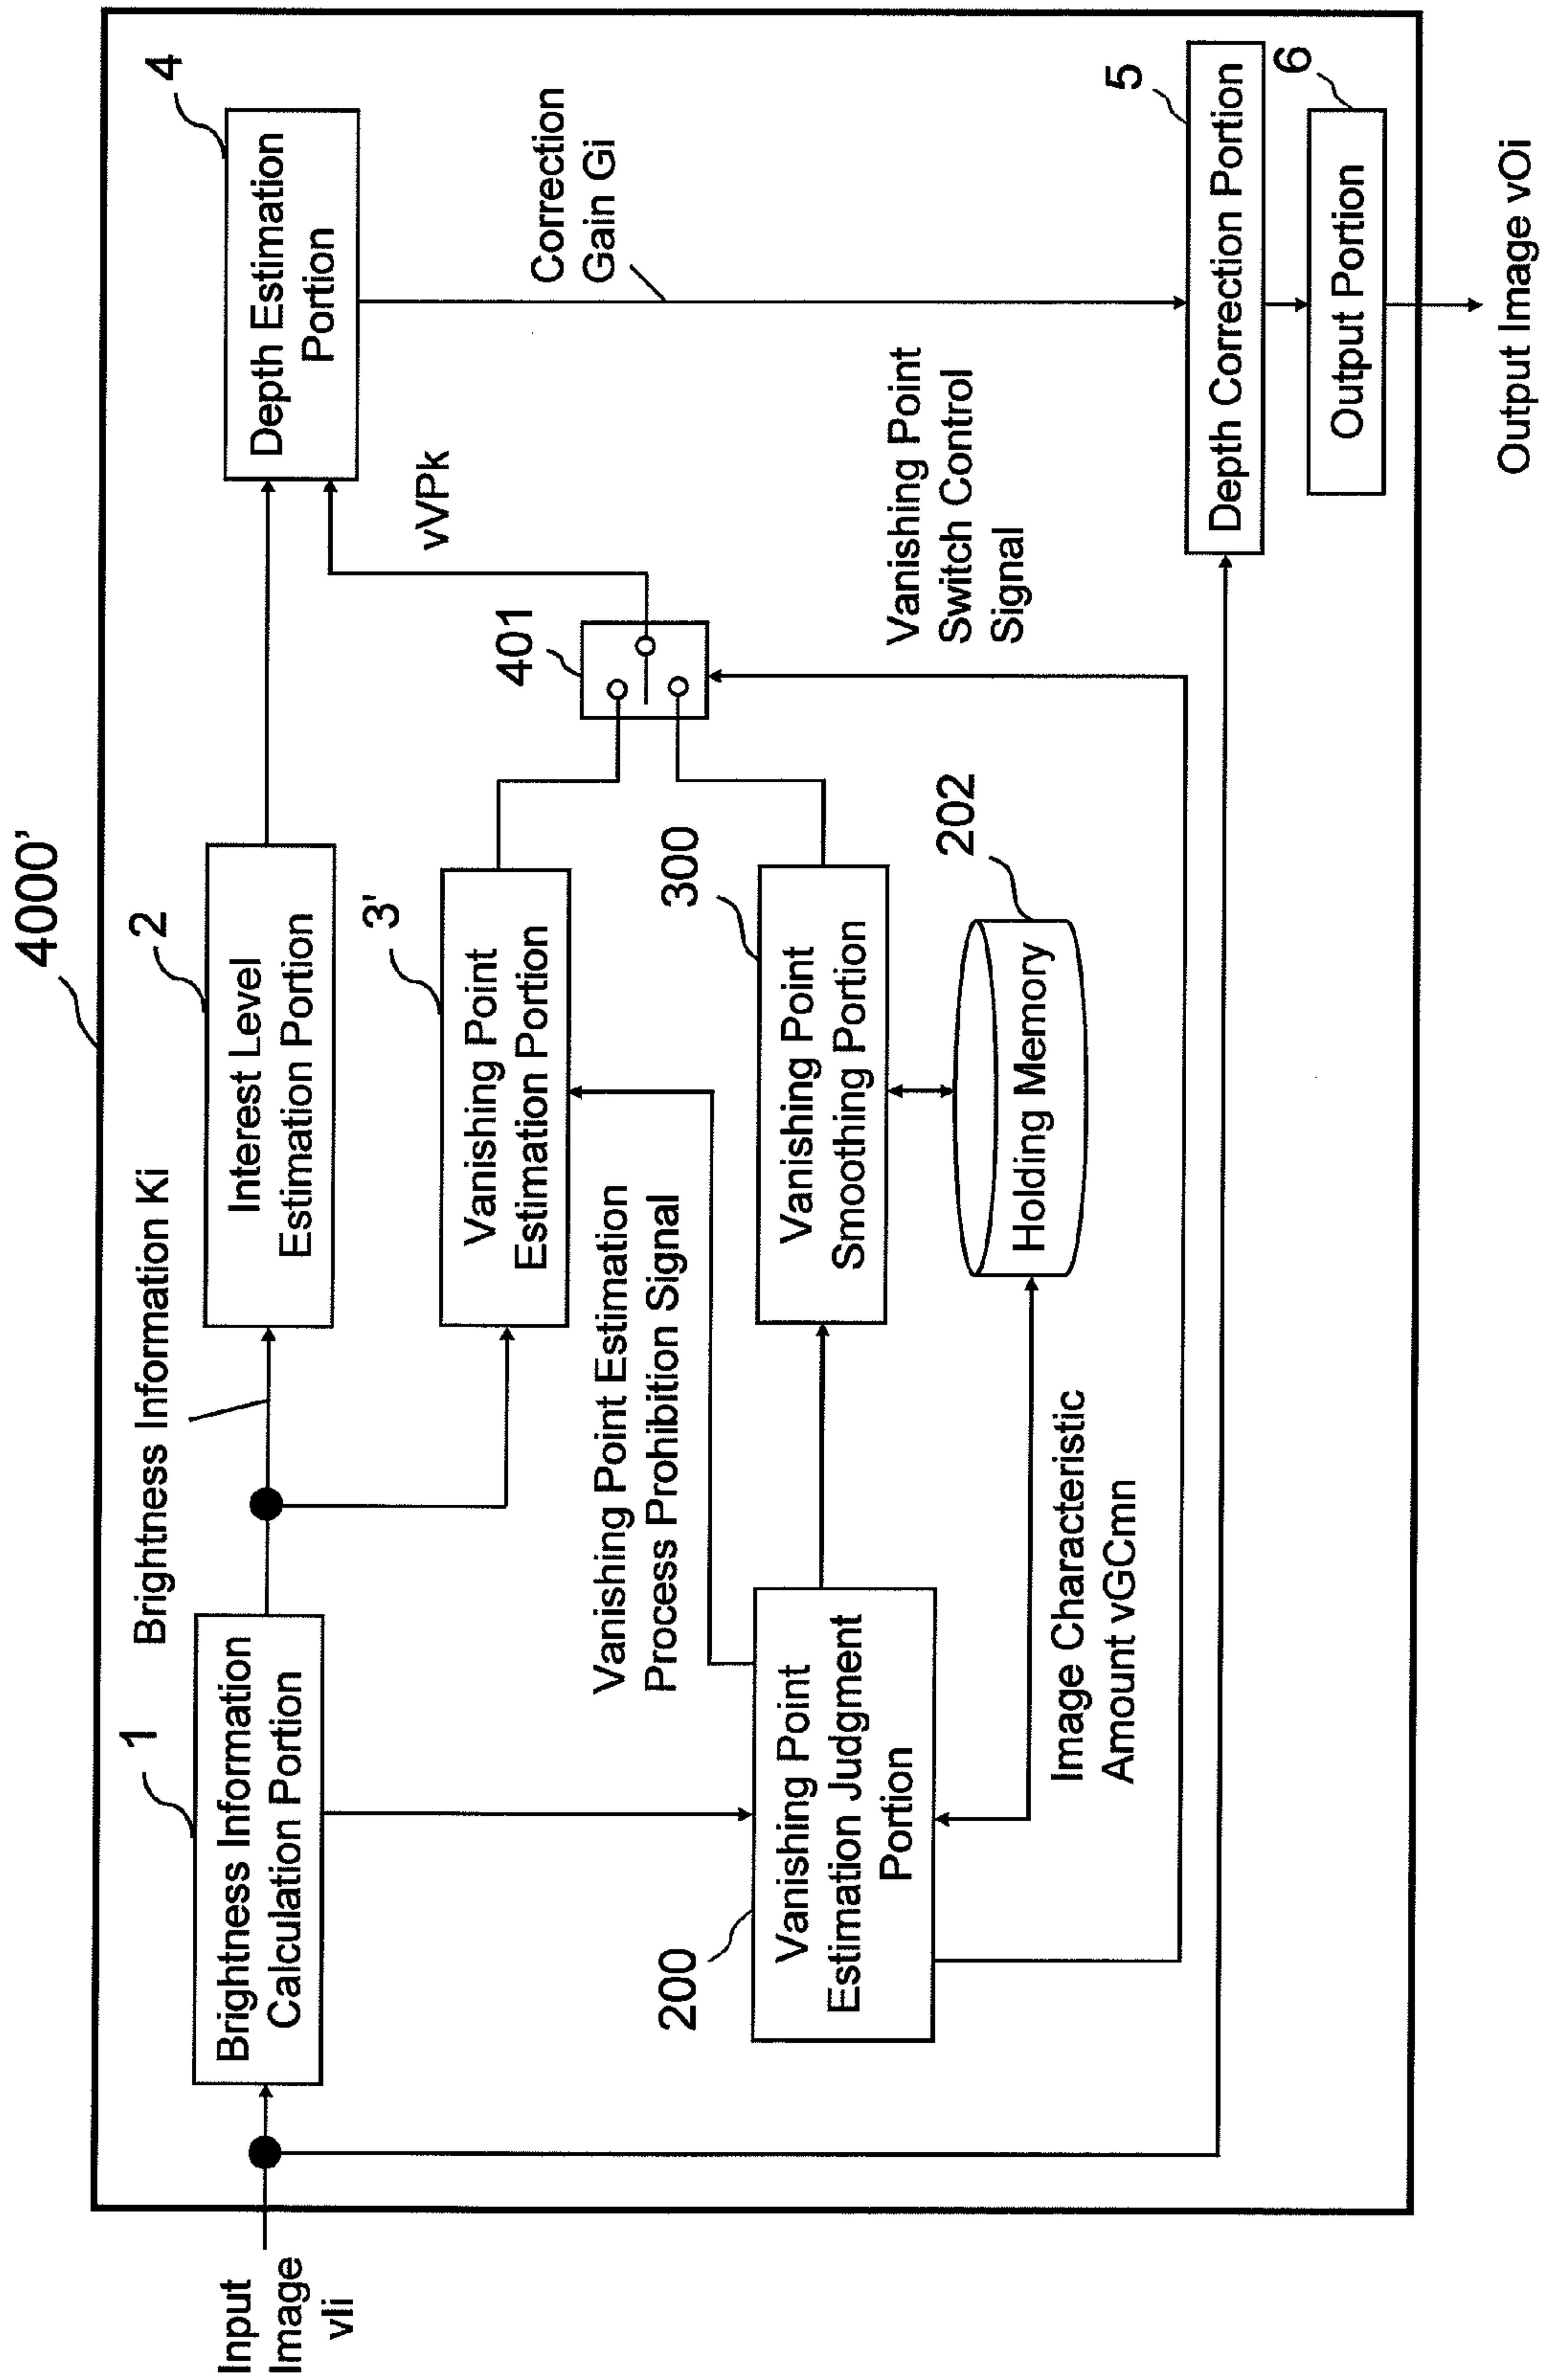 4000'
1
Brightness Information
Calculation Portion
Brightness Information Ki
2
Interest Level
Estimation Portion
4
Depth Estimation
Portion
3'
Vanishing Point
Estimation Portion
401
vVPk
Correction
Gain Gi
Vanishing Point Estimation
Process Prohibition Signal
200
Vanishing Point
Estimation Judgment
Portion
300
Vanishing Point
Smoothing Portion
202
Holding Memory
Image Characteristic
Amount vGCmn
Vanishing Point
Switch Control
Signal
5
Depth Correction Portion
6
Output Portion
Input
Image
vIi
Output Image vOi